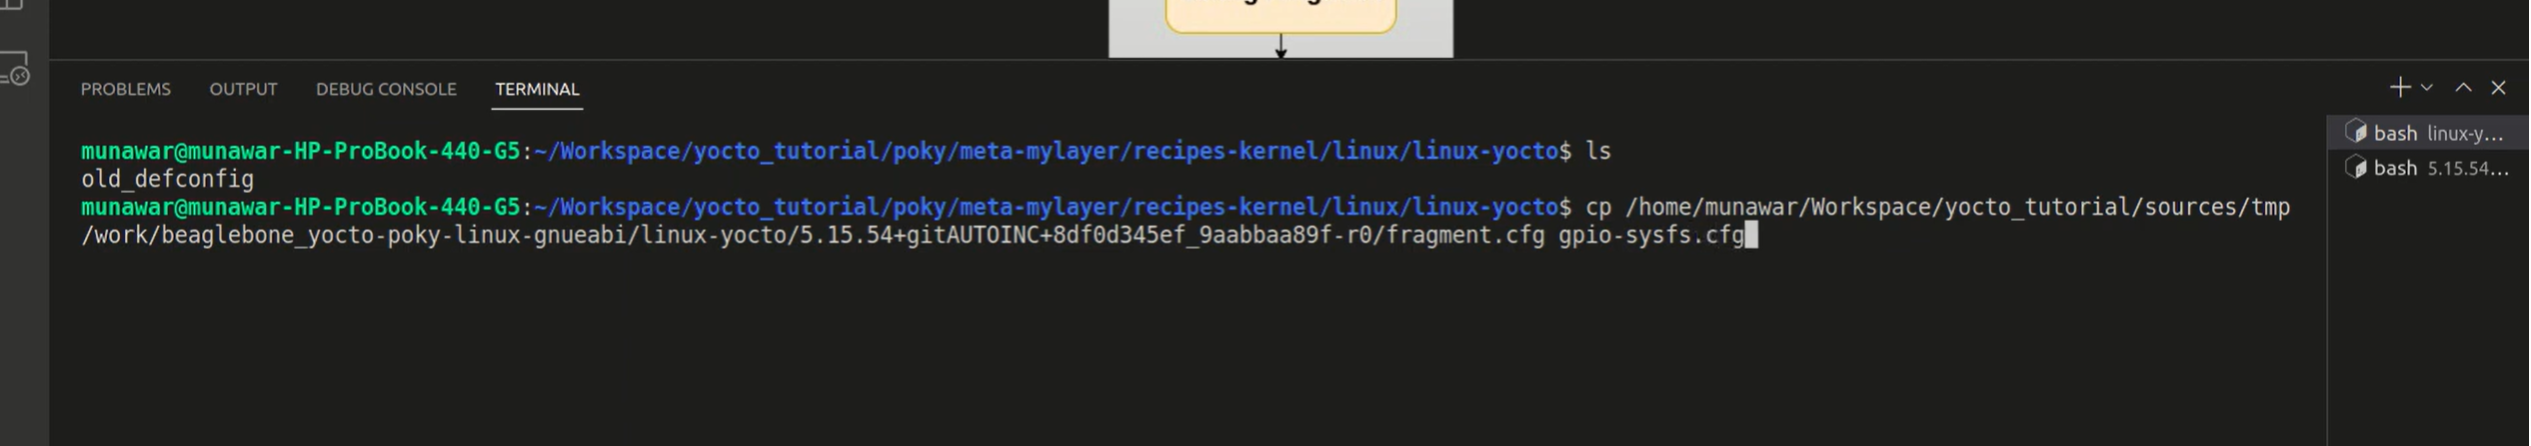 PROBLEMS OUTPUT DEBUG CONSOLE TERMINAL
munawar@munawar-HP-ProBook-440-G5:~/Workspace/yocto_tutorial/poky/meta-mylayer/recipes-kernel/linux/linux-yocto$ ls
old_defconfig
munawar@munawar-HP-ProBook-440-G5:~/Workspace/yocto_tutorial/poky/meta-mylayer/recipes-kernel/linux/linux-yocto$ cp /home/munawar/Workspace/yocto_tutorial/sources/tmp
/work/beaglebone_yocto-poky-linux-gnueabi/linux-yocto/5.15.54+gitAUTOINC+8df0d345ef_9aabbaa89f-r0/fragment.cfg gpio-sysfs.cfg
bash linux-y...
bash 5.15.54...